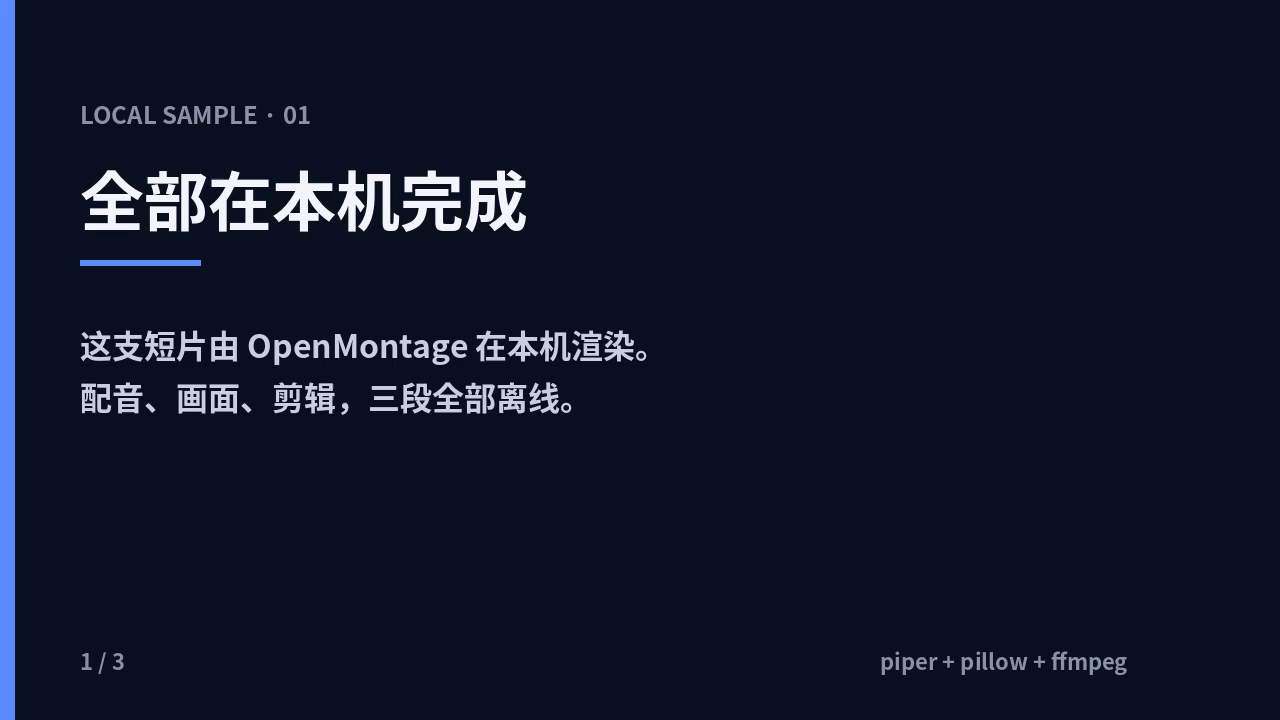 LOCAL SAMPLE · 01
全部在本机完成
这支短片由 OpenMontage 在本机渲染。
配音、画面、剪辑，三段全部离线。
1 / 3
piper + pillow + ffmpeg